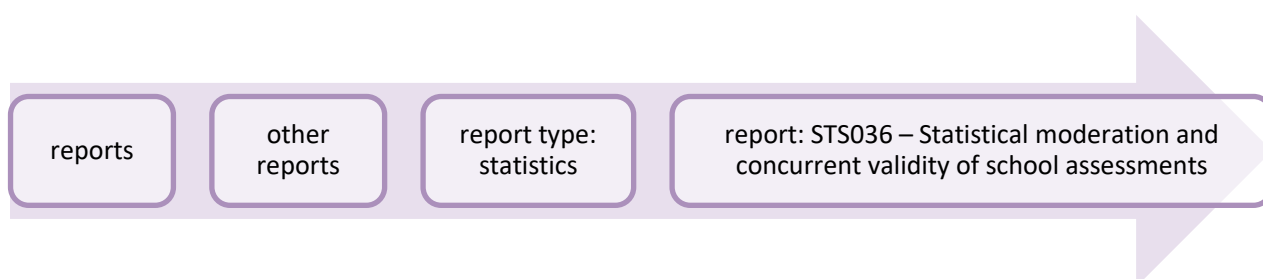 reports
other
reports
report type:
statistics
report: STS036 – Statistical moderation and
concurrent validity of school assessments